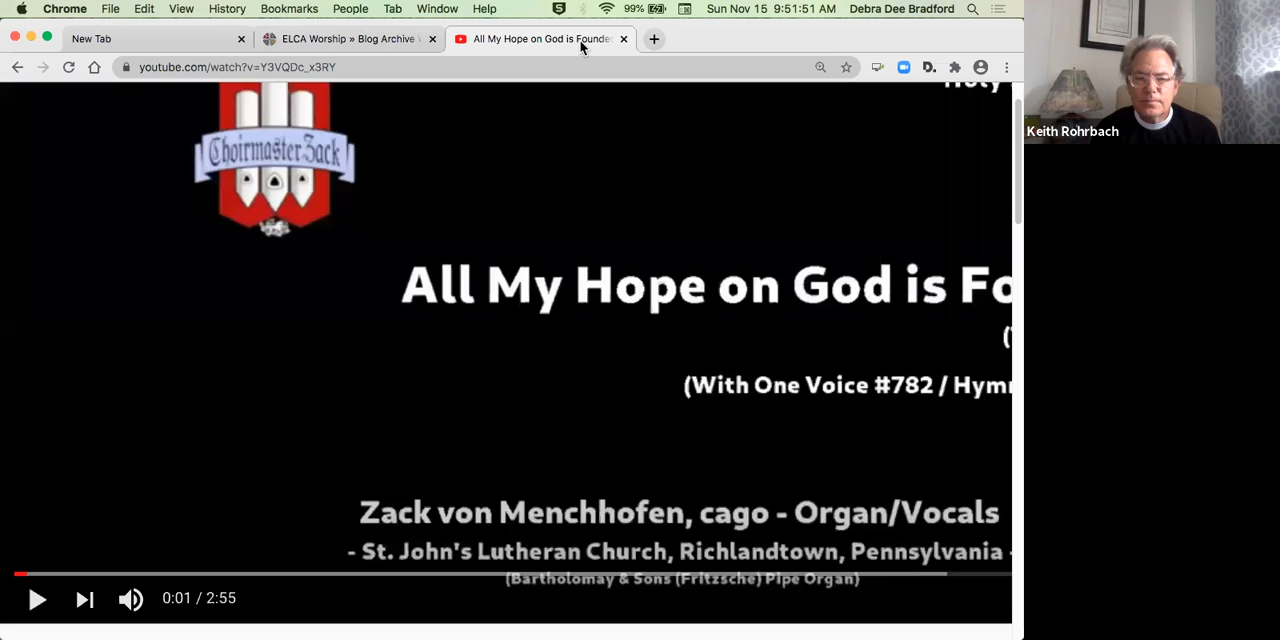 Chrome File Edit View History Bookmarks People Tab Window Help 99% Sun Nov 15 9:51:51 AM Debra Dee Bradford
New Tab
ELCA Worship » Blog Archive
All My Hope on God is Founde
youtube.com/watch?v=Y3VQDc_x3RY
Holy
Choirmaster Zack
All My Hope on God is Fo
(With One Voice #782 / Hym
Zack von Menchhofen, cago - Organ/Vocals
- St. John's Lutheran Church, Richlandtown, Pennsylvania -
(Bartholomay & Sons (Fritzsche) Pipe Organ)
0:01 / 2:55
Keith Rohrbach